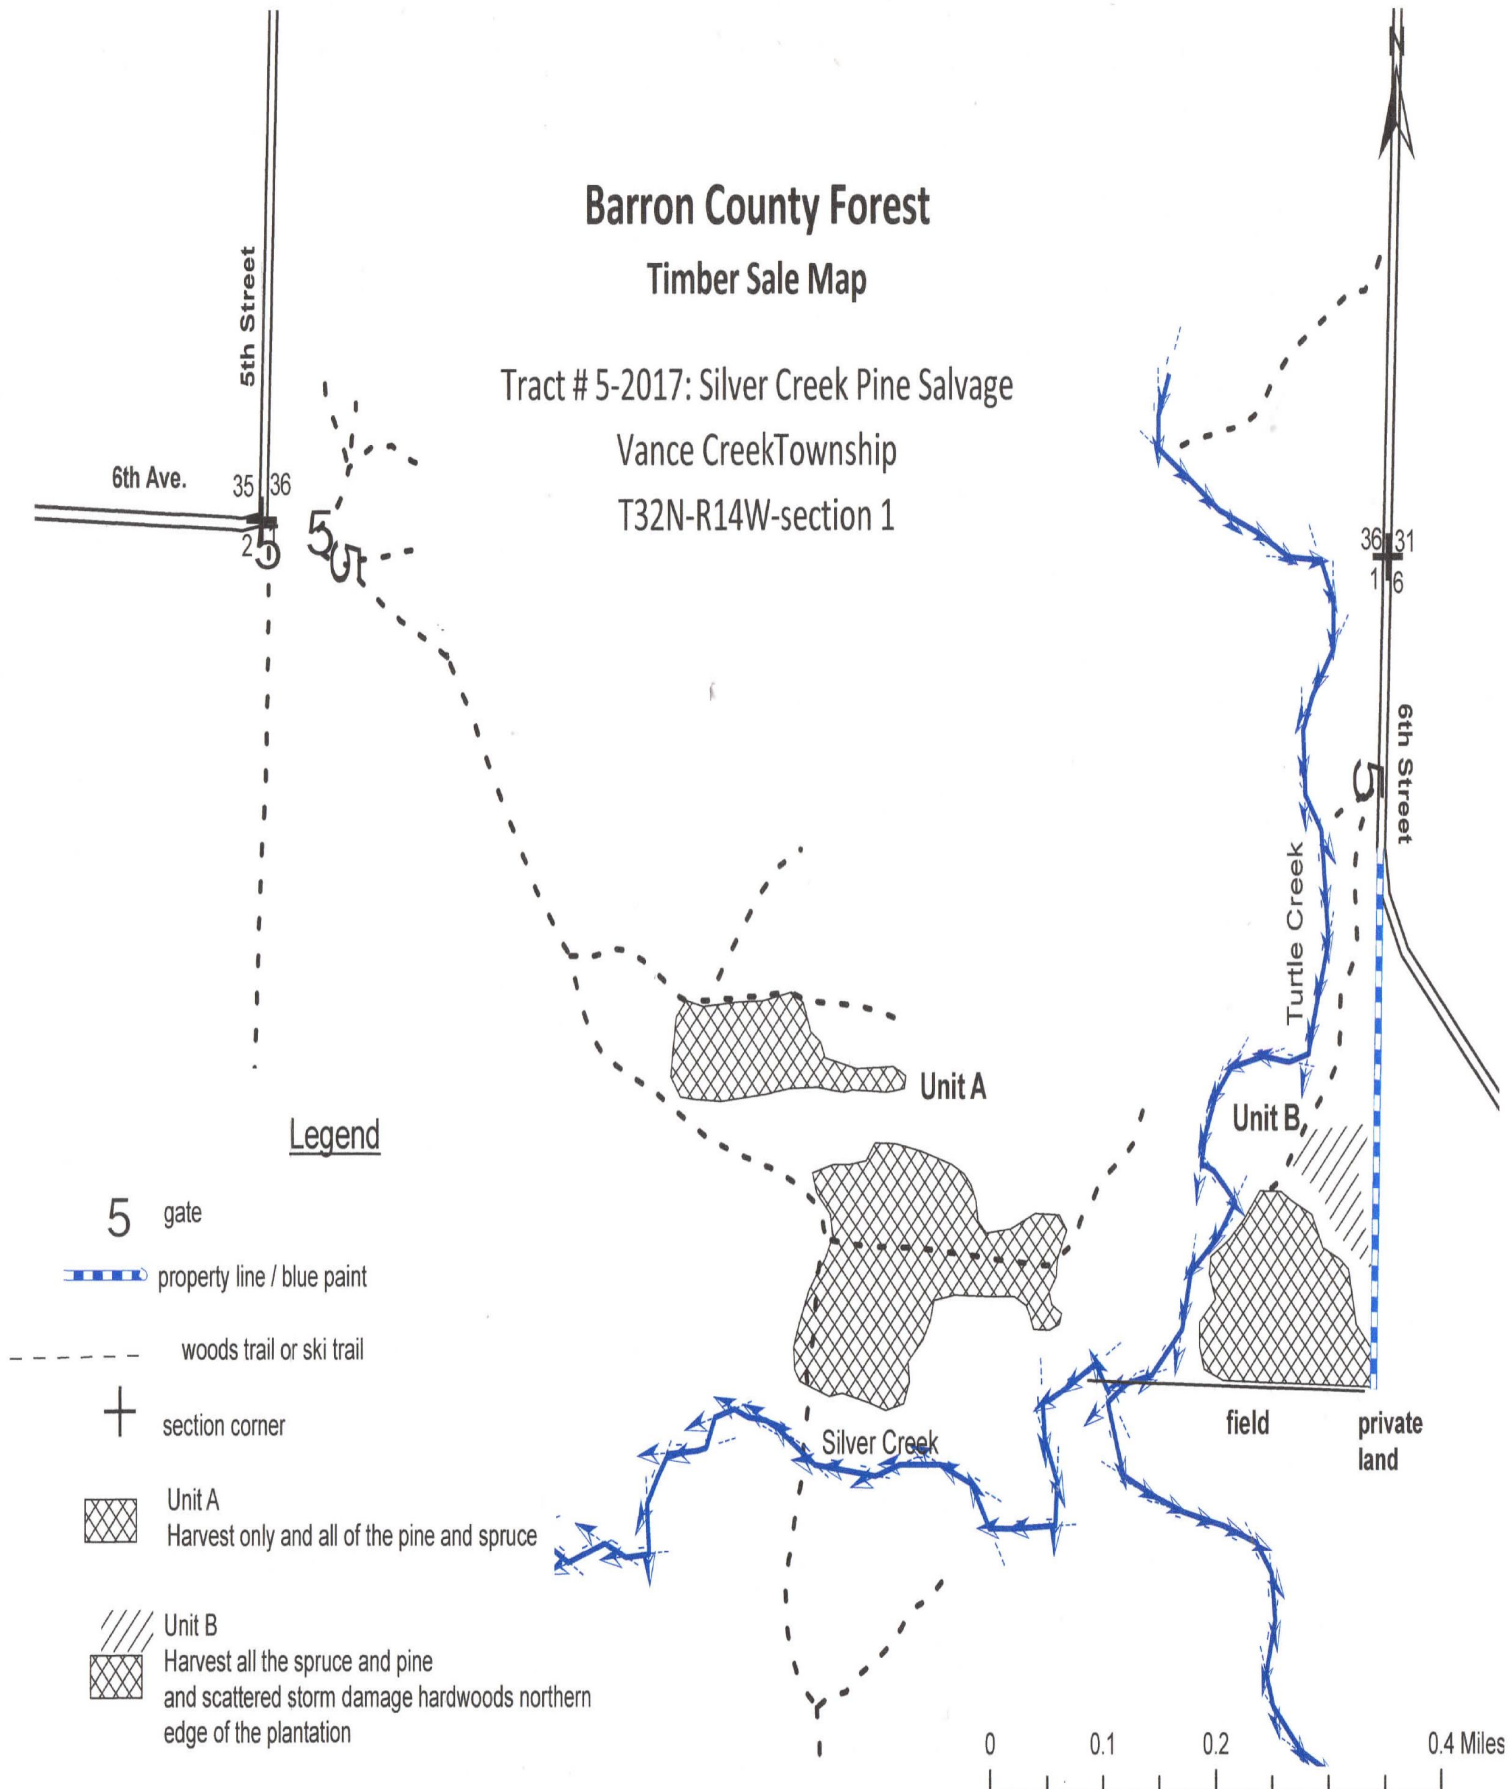 N
Barron County Forest
Timber Sale Map
5th Street
Tract # 5-2017: Silver Creek Pine Salvage
Vance CreekTownship
6th Ave.
35 36
T32N-R14W-section 1
2
5
5
5
36 31
1 6
6th Street
5
Turtle Creek
Unit A
Unit B
Legend
5 gate
property line / blue paint
woods trail or ski trail
section corner
field
private
land
Silver Creek
Unit A
Harvest only and all of the pine and spruce
Unit B
Harvest all the spruce and pine
and scattered storm damage hardwoods northern
edge of the plantation
0 0.1 0.2 0.4 Miles